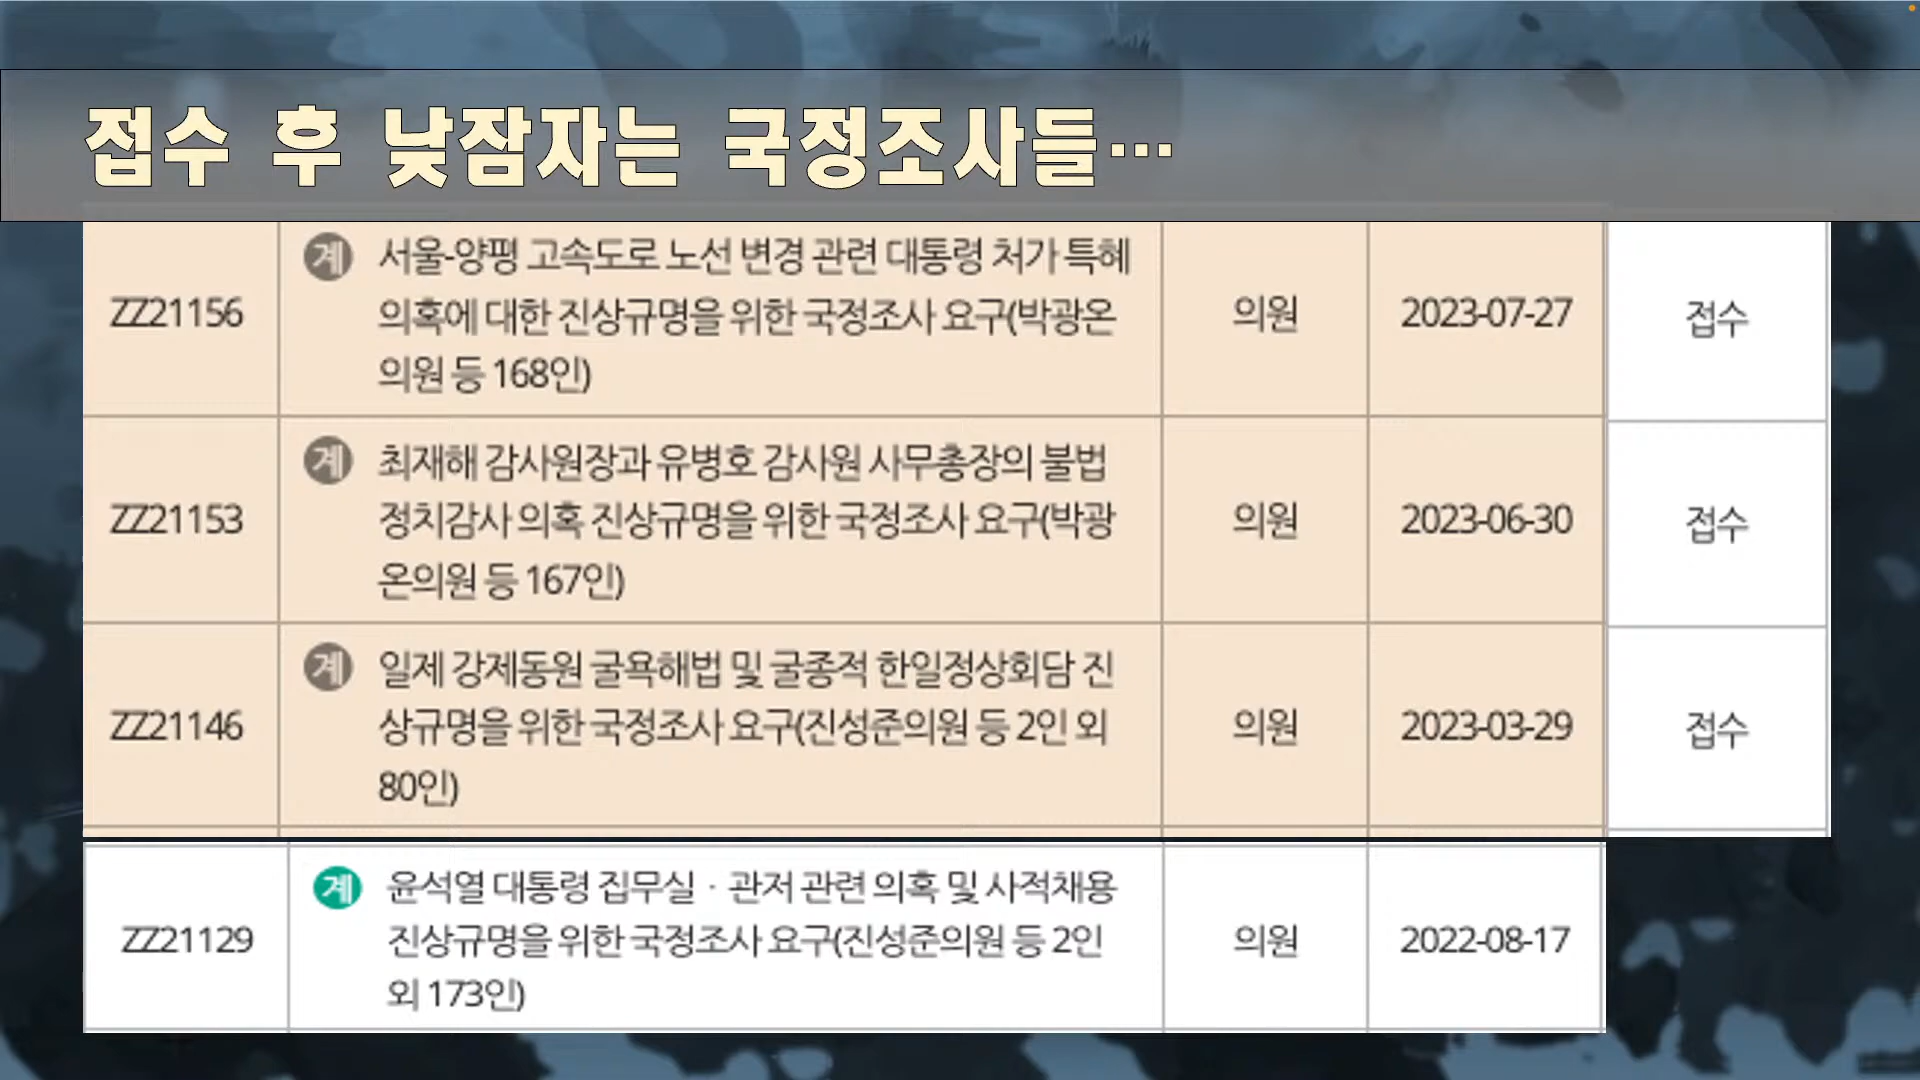 접수 후 낮잠자는 국정조사들…
ZZ21156
계 서울-양평 고속도로 노선 변경 관련 대통령 처가 특혜
의혹에 대한 진상규명을 위한 국정조사 요구(박광온
의원 등 168인)
의원
2023-07-27
접수
ZZ21153
계 최재해 감사원장과 유병호 감사원 사무총장의 불법
정치감사 의혹 진상규명을 위한 국정조사 요구(박광
온의원 등 167인)
의원
2023-06-30
접수
ZZ21146
계 일제 강제동원 굴욕해법 및 굴종적 한일정상회담 진
상규명을 위한 국정조사 요구(진성준의원 등 2인 외
80인)
의원
2023-03-29
접수
ZZ21129
계 윤석열 대통령 집무실 · 관저 관련 의혹 및 사적채용
진상규명을 위한 국정조사 요구(진성준의원 등 2인
외 173인)
의원
2022-08-17